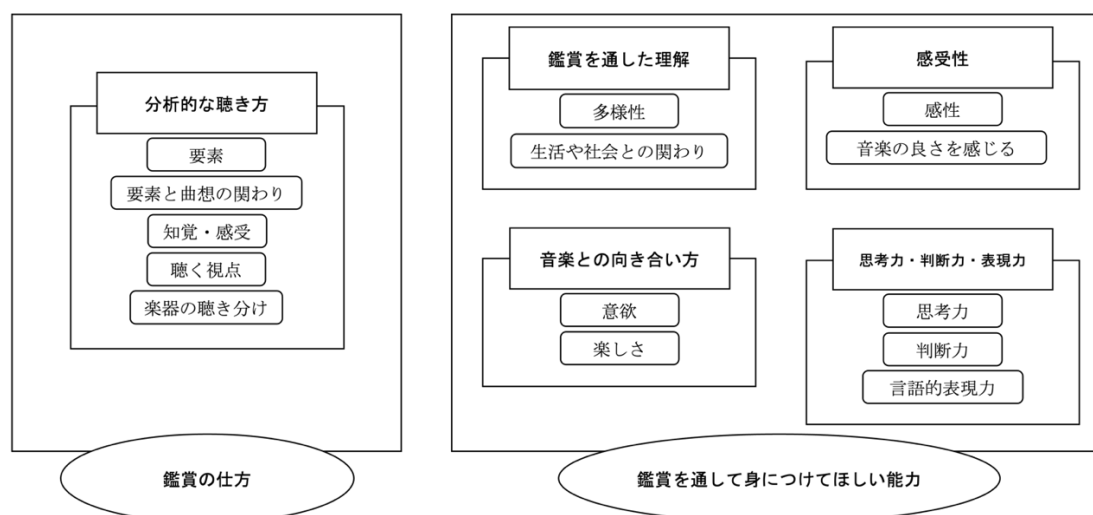 分析的な聴き方
要素
要素と曲想の関わり
知覚・感受
聴く視点
楽器の聴き分け
鑑賞の仕方
鑑賞を通した理解
多様性
生活や社会との関わり
感受性
感性
音楽の良さを感じる
音楽との向き合い方
意欲
楽しさ
思考力・判断力・表現力
思考力
判断力
言語的表現力
鑑賞を通して身につけてほしい能力